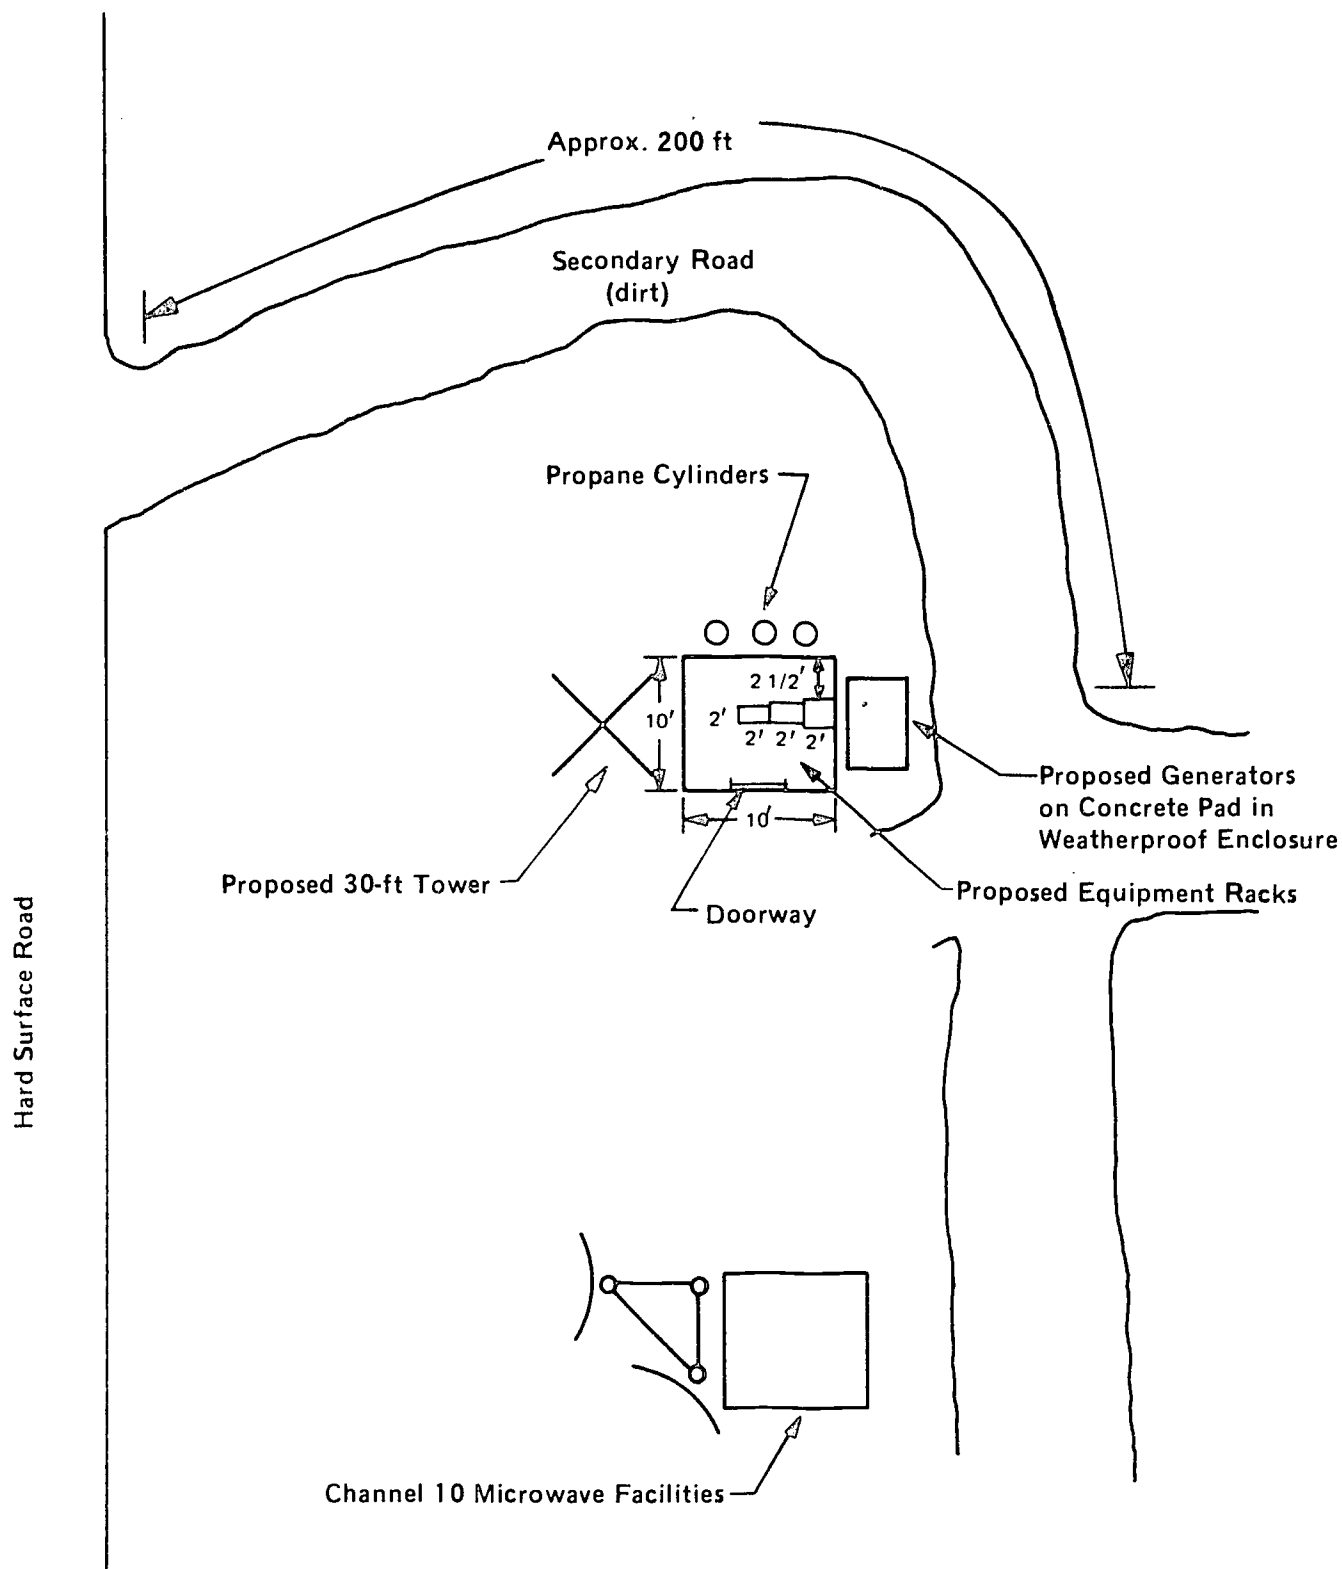 Approx. 200 ft
Secondary Road
(dirt)
Propane Cylinders
2 1/2'
10'
2'
2' 2' 2'
10'
Proposed Generators
on Concrete Pad in
Weatherproof Enclosure
Proposed 30-ft Tower
Proposed Equipment Racks
Doorway
Hard Surface Road
Channel 10 Microwave Facilities